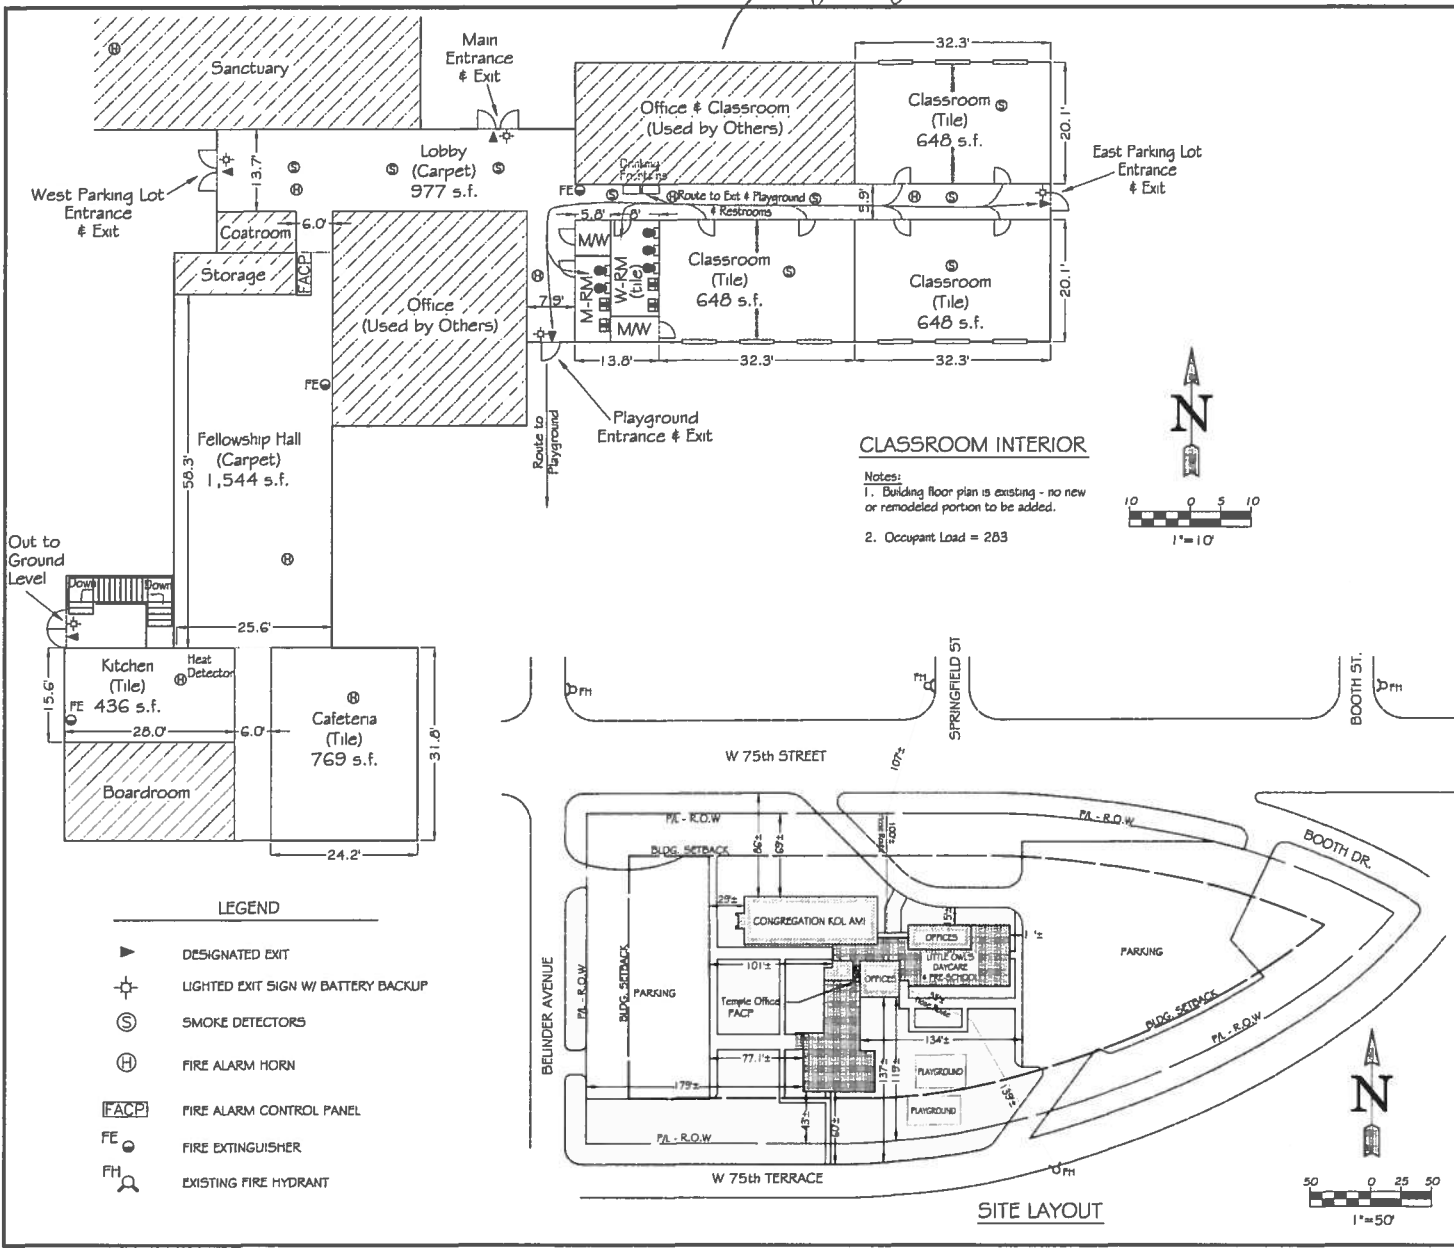 Sanctuary
Main
Entrance
& Exit
32.3'
Office & Classroom
(Used by Others)
Classroom
(Tile)
648 s.f.
20.1'
Lobby
(Carpet)
977 s.f.
13.7'
West Parking Lot
Entrance
& Exit
East Parking Lot
Entrance
& Exit
Drinking
Fountains
FE
Route to Exit & Playground
& Restrooms
5.9'
Coatroom
6.0'
5.8'
8'
Storage
FACP
M/W
M-RM
W-RM
(tile)
M/W
Classroom
(Tile)
648 s.f.
Classroom
(Tile)
648 s.f.
20.1'
Office
(Used by Others)
7.9'
13.8'
32.3'
32.3'
FE
Playground
Entrance & Exit
Route to
Playground
Fellowship Hall
(Carpet)
1,544 s.f.
58.3'
CLASSROOM INTERIOR
Notes:
1. Building floor plan is existing - no new
or remodeled portion to be added.
2. Occupant Load = 283
N
10 0 5 10
1"=10'
Out to
Ground
Level
Down
Down
25.6'
Kitchen
(Tile)
436 s.f.
Heat
Detector
FE
15.6'
28.0'
6.0'
Cafeteria
(Tile)
769 s.f.
31.8'
Boardroom
24.2'
LEGEND
DESIGNATED EXIT
LIGHTED EXIT SIGN W/ BATTERY BACKUP
S SMOKE DETECTORS
H FIRE ALARM HORN
FACP FIRE ALARM CONTROL PANEL
FE FIRE EXTINGUISHER
FH EXISTING FIRE HYDRANT
FH
FH
SPRINGFIELD ST
BOOTH ST.
FH
W 75th STREET
107'±
P/L - R.O.W
P/L - R.O.W
BOOTH DR.
BLDG. SETBACK
86'±
69'±
100'±
29'±
CONGREGATION KOL AMI
15'±
OFFICES
LITTLE OWLS
DAYCARE
& PRE-SCHOOL
PARKING
BELINDER AVENUE
P/L - R.O.W
BLDG. SETBACK
PARKING
101'±
OFFICES
Temple Office
FACP
134'±
77.1'±
179'±
137'±
119'±
PLAYGROUND
PLAYGROUND
138'±
43'±
60'±
BLDG. SETBACK
P/L - R.O.W
P/L - R.O.W
W 75th TERRACE
FH
SITE LAYOUT
N
50 0 25 50
1"=50'